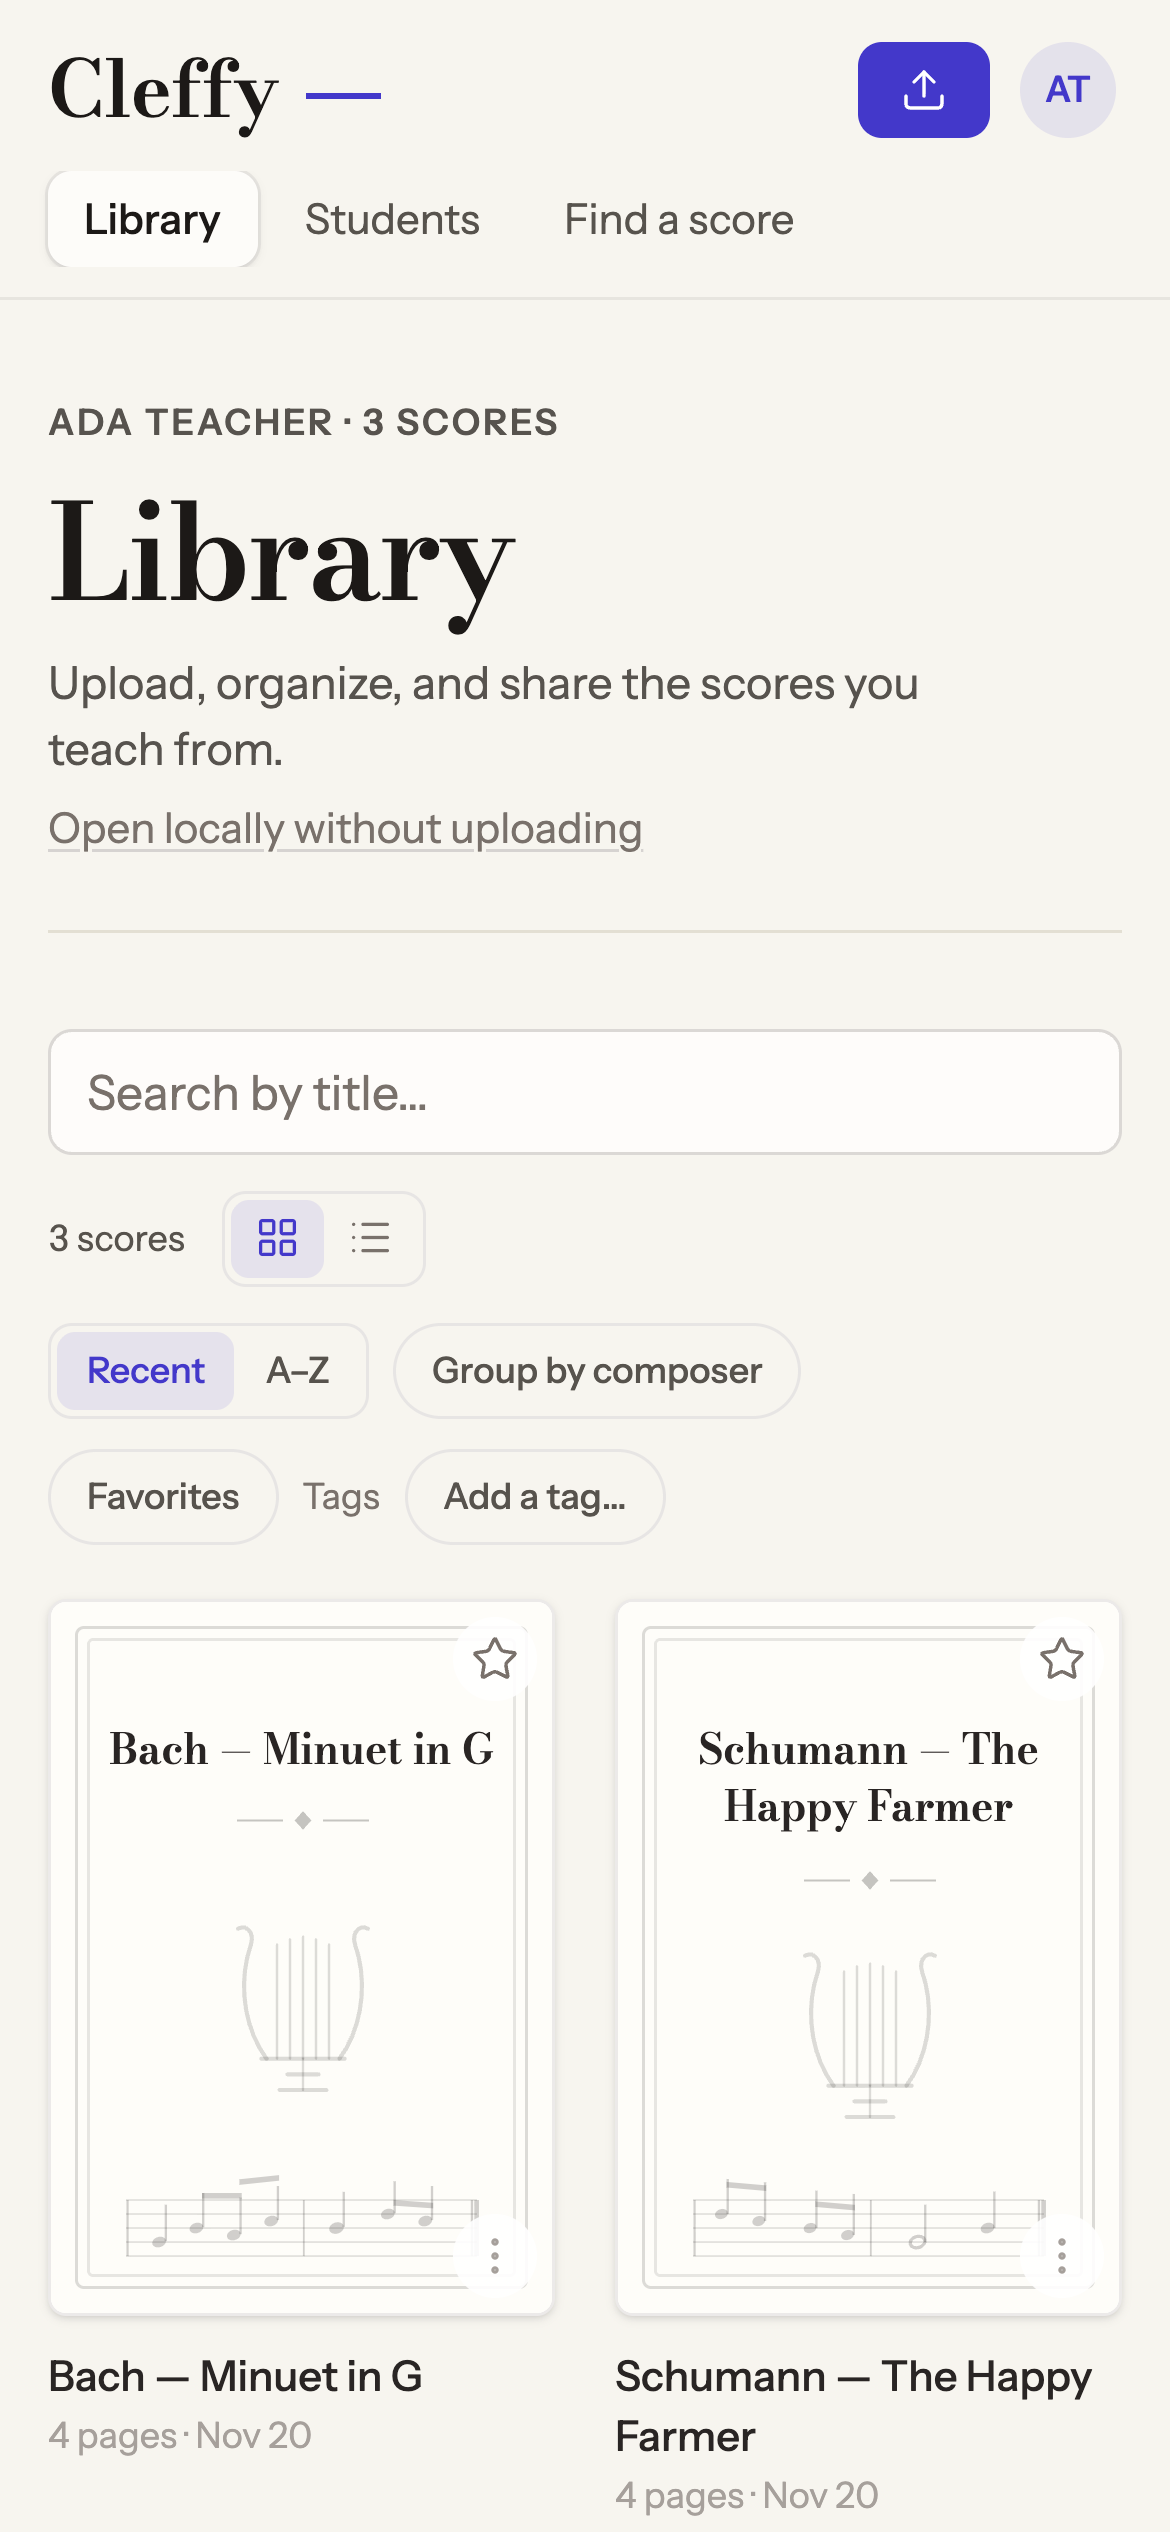 Cleffy —
AT
Library
Students
Find a score
ADA TEACHER · 3 SCORES
Library
Upload, organize, and share the scores you
teach from.
Open locally without uploading
Search by title...
3 scores
Recent
A–Z
Group by composer
Favorites
Tags
Add a tag...
Bach — Minuet in G
Schumann — The
Happy Farmer
Bach — Minuet in G
4 pages · Nov 20
Schumann — The Happy
Farmer
4 pages · Nov 20